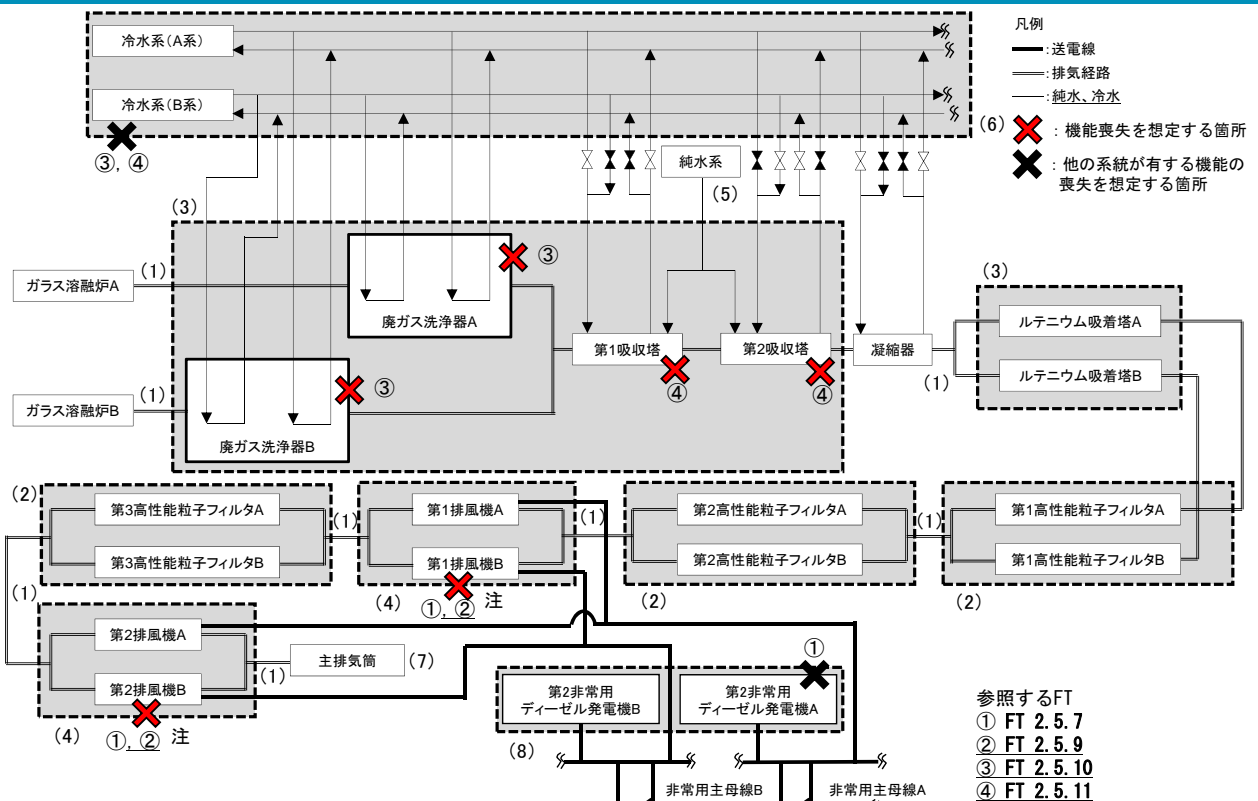 冷水系(A系)
冷水系(B系)
③, ④
凡例
:送電線
:排気経路
:純水、冷水
(6)
:機能喪失を想定する箇所
:他の系統が有する機能の
喪失を想定する箇所
純水系
(5)
(3)
ガラス溶融炉A
(1)
廃ガス洗浄器A
③
ガラス溶融炉B
(1)
廃ガス洗浄器B
③
第1吸収塔
④
第2吸収塔
④
凝縮器
(1)
(3)
ルテニウム吸着塔A
ルテニウム吸着塔B
(2)
第3高性能粒子フィルタA
第3高性能粒子フィルタB
(1)
第1排風機A
第1排風機B
(4)
①, ② 注
(1)
第2高性能粒子フィルタA
第2高性能粒子フィルタB
(2)
(1)
第1高性能粒子フィルタA
第1高性能粒子フィルタB
(2)
(1)
第2排風機A
第2排風機B
(4)
①, ② 注
(1)
主排気筒
(7)
①
第2非常用
ディーゼル発電機B
第2非常用
ディーゼル発電機A
(8)
非常用主母線B
非常用主母線A
参照するFT
① FT 2.5.7
② FT 2.5.9
③ FT 2.5.10
④ FT 2.5.11